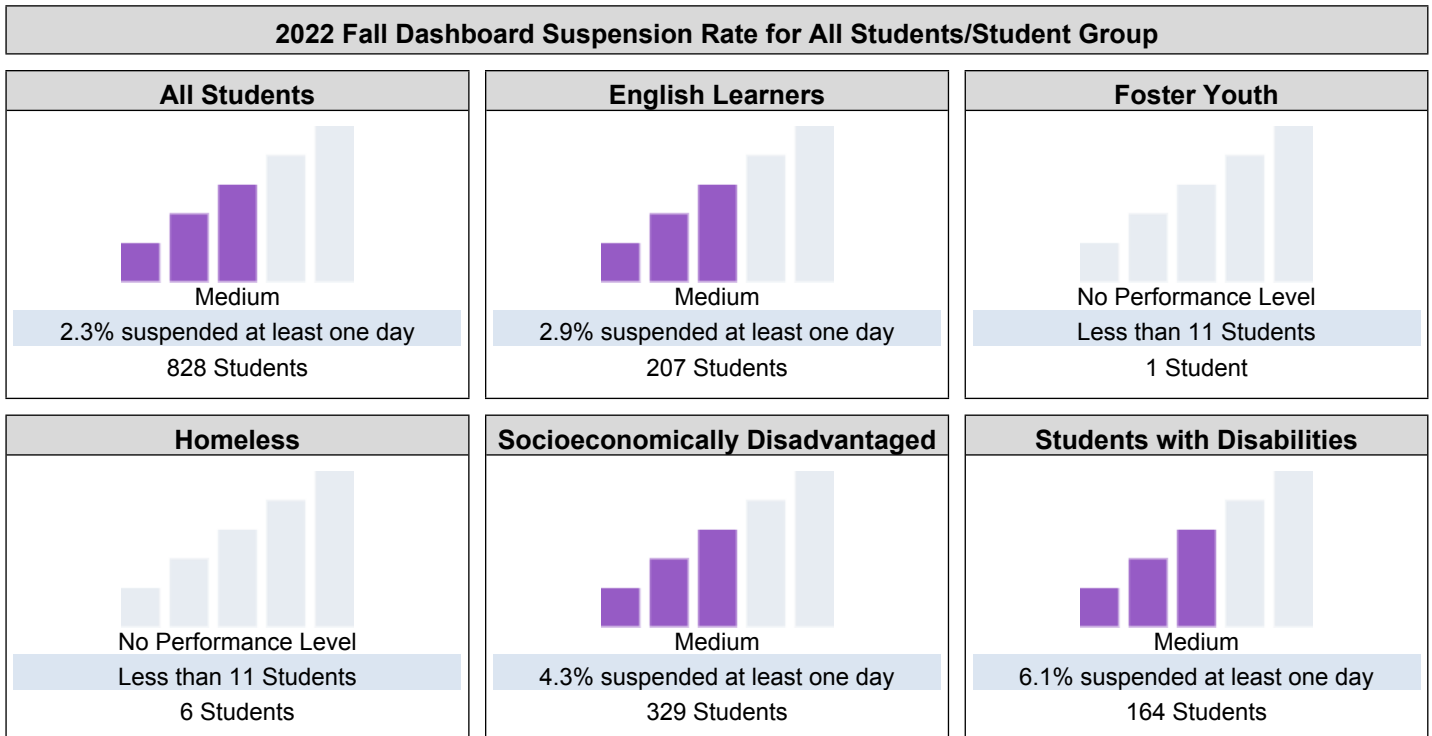 2022 Fall Dashboard Suspension Rate for All Students/Student Group
All Students
Medium
2.3% suspended at least one day
828 Students
English Learners
Medium
2.9% suspended at least one day
207 Students
Foster Youth
No Performance Level
Less than 11 Students
1 Student
Homeless
No Performance Level
Less than 11 Students
6 Students
Socioeconomically Disadvantaged
Medium
4.3% suspended at least one day
329 Students
Students with Disabilities
Medium
6.1% suspended at least one day
164 Students